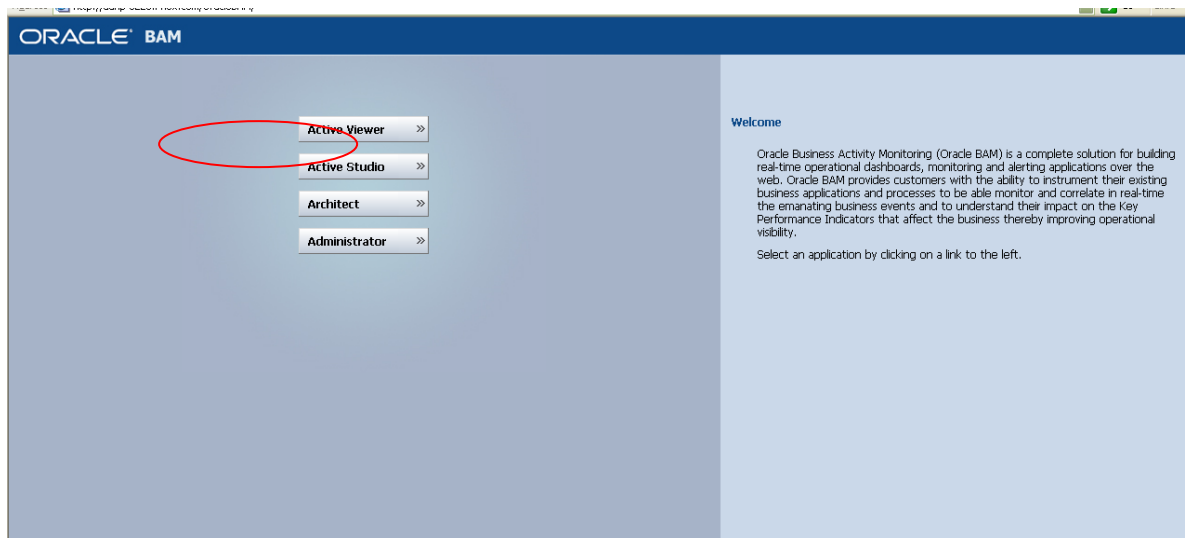 ORACLE BAM
Active Viewer »
Active Studio »
Architect »
Administrator »
Welcome
Oracle Business Activity Monitoring (Oracle BAM) is a complete solution for building
real-time operational dashboards, monitoring and alerting applications over the
web. Oracle BAM provides customers with the ability to instrument their existing
business applications and processes to be able monitor and correlate in real-time
the emanating business events and to understand their impact on the Key
Performance Indicators that affect the business thereby improving operational
visibility.
Select an application by clicking on a link to the left.